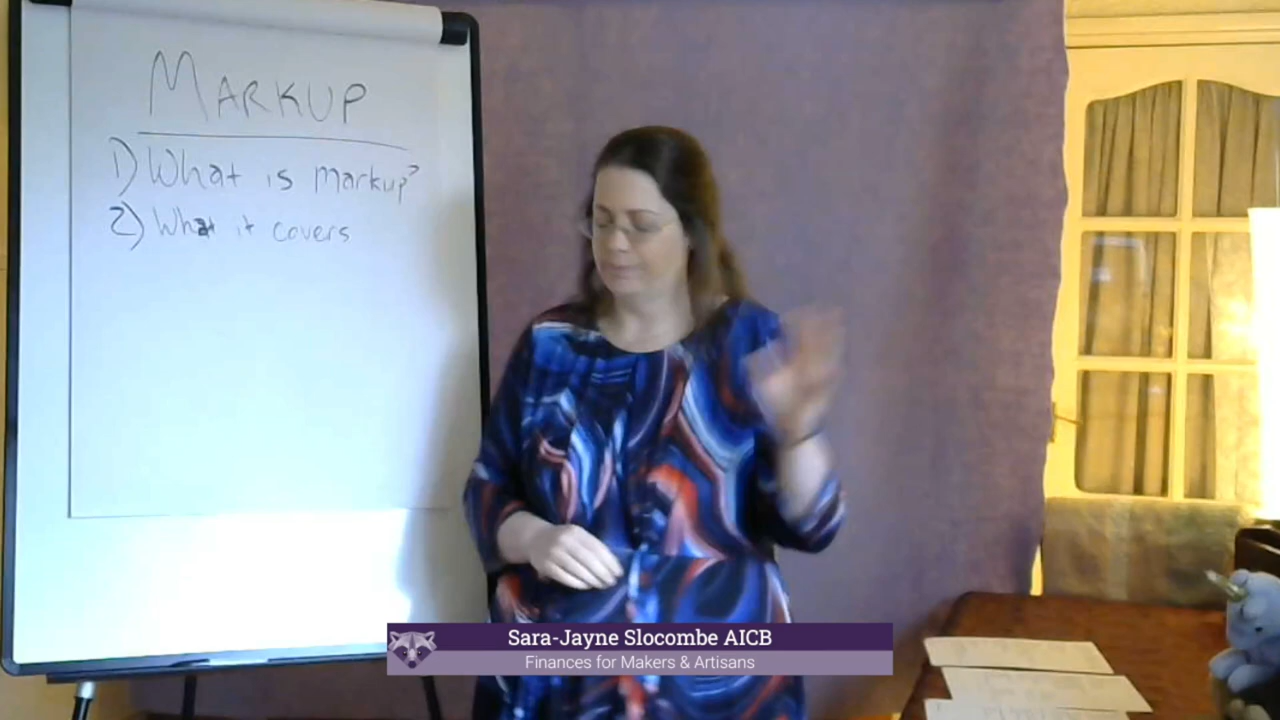 MARKUP
1) What is markup?
2) What it covers
Sara-Jayne Slocombe AICB
Finances for Makers & Artisans